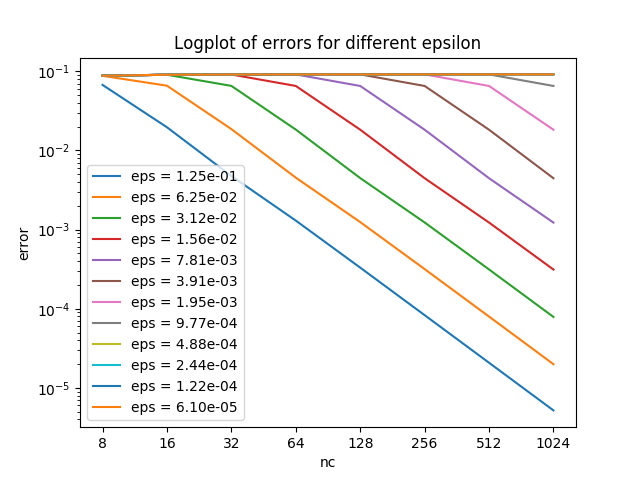 Logplot of errors for different epsilon
error
10⁻¹
10⁻²
10⁻³
10⁻⁴
10⁻⁵
eps = 1.25e-01
eps = 6.25e-02
eps = 3.12e-02
eps = 1.56e-02
eps = 7.81e-03
eps = 3.91e-03
eps = 1.95e-03
eps = 9.77e-04
eps = 4.88e-04
eps = 2.44e-04
eps = 1.22e-04
eps = 6.10e-05
8 16 32 64 128 256 512 1024
nc